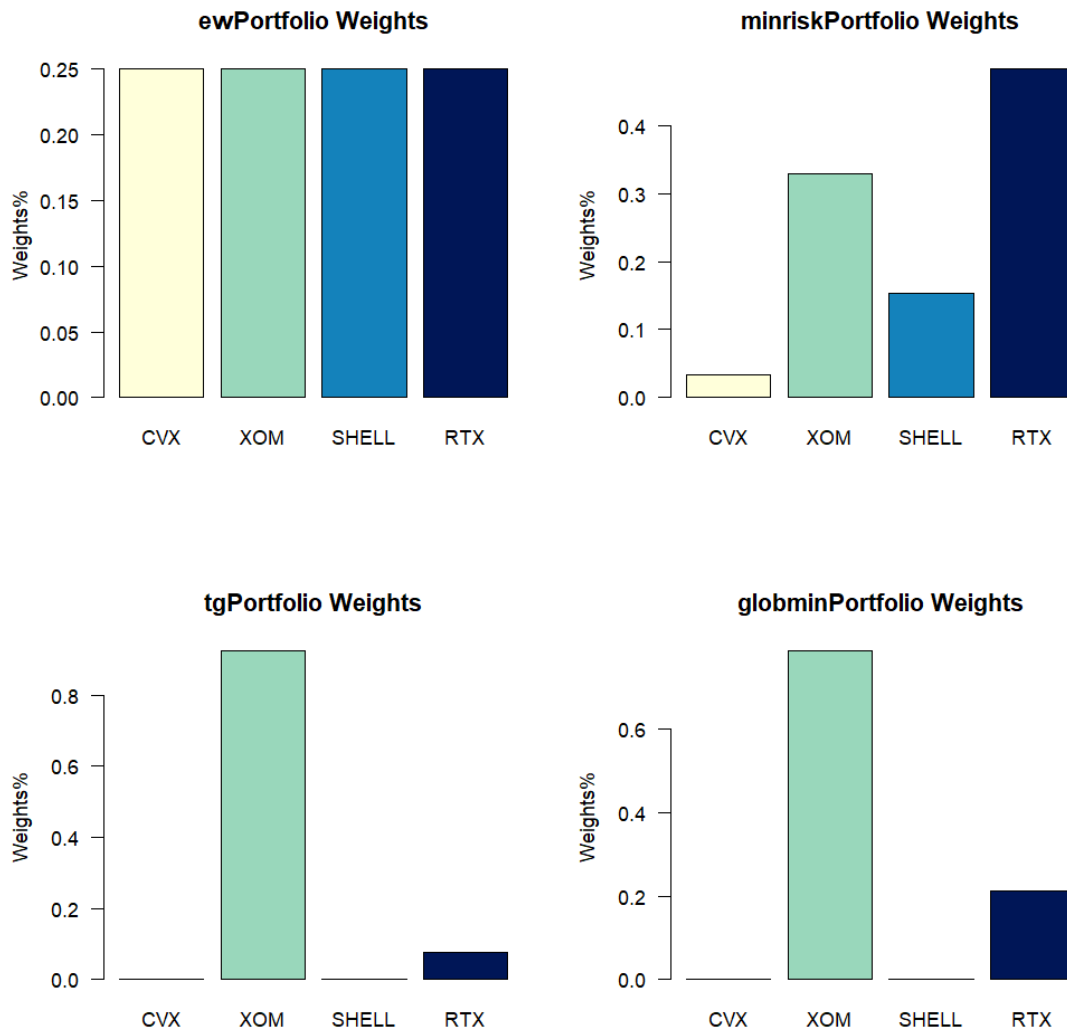 ewPortfolio Weights
Weights%
0.25
0.20
0.15
0.10
0.05
0.00
CVX XOM SHELL RTX
minriskPortfolio Weights
Weights%
0.4
0.3
0.2
0.1
0.0
CVX XOM SHELL RTX
tgPortfolio Weights
Weights%
0.8
0.6
0.4
0.2
0.0
CVX XOM SHELL RTX
globminPortfolio Weights
Weights%
0.6
0.4
0.2
0.0
CVX XOM SHELL RTX